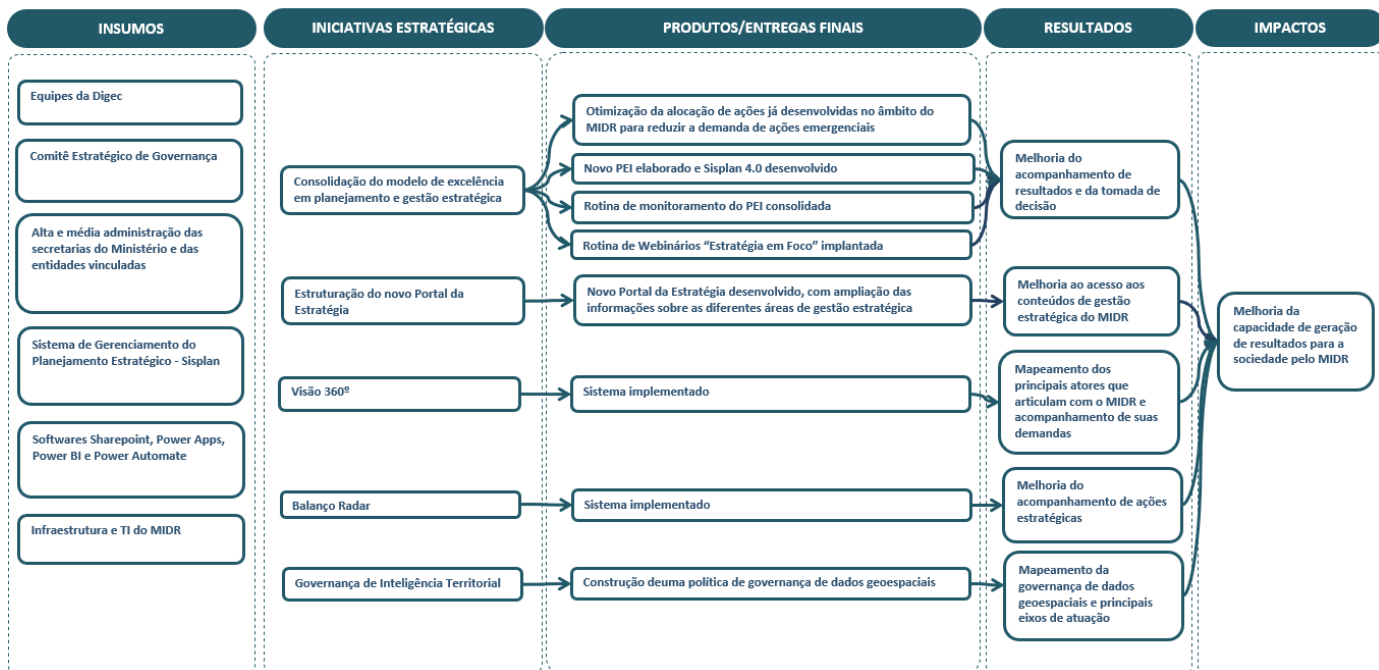 INSUMOS
INICIATIVAS ESTRATÉGICAS
PRODUTOS/ENTREGAS FINAIS
RESULTADOS
IMPACTOS
Equipes da Digec
Comitê Estratégico de Governança
Alta e média administração das
secretarias do Ministério e das
entidades vinculadas
Sistema de Gerenciamento do
Planejamento Estratégico - Sisplan
Softwares Sharepoint, Power Apps,
Power BI e Power Automate
Infraestrutura e TI do MIDR
Consolidação do modelo de excelência
em planejamento e gestão estratégica
Estruturação do novo Portal da
Estratégia
Visão 360º
Balanço Radar
Governança de Inteligência Territorial
Otimização da alocação de ações já desenvolvidas no âmbito do
MIDR para reduzir a demanda de ações emergenciais
Novo PEI elaborado e Sisplan 4.0 desenvolvido
Rotina de monitoramento do PEI consolidada
Rotina de Webinários “Estratégia em Foco” implantada
Novo Portal da Estratégia desenvolvido, com ampliação das
informações sobre as diferentes áreas de gestão estratégica
Sistema implementado
Sistema implementado
Construção deuma política de governança de dados geoespaciais
Melhoria do
acompanhamento de
resultados e da tomada de
decisão
Melhoria ao acesso aos
conteúdos de gestão
estratégica do MIDR
Mapeamento dos
principais atores que
articulam com o MIDR e
acompanhamento de suas
demandas
Melhoria do
acompanhamento de ações
estratégicas
Mapeamento da
governança de dados
geoespaciais e principais
eixos de atuação
Melhoria da
capacidade de geração
de resultados para a
sociedade pelo MIDR